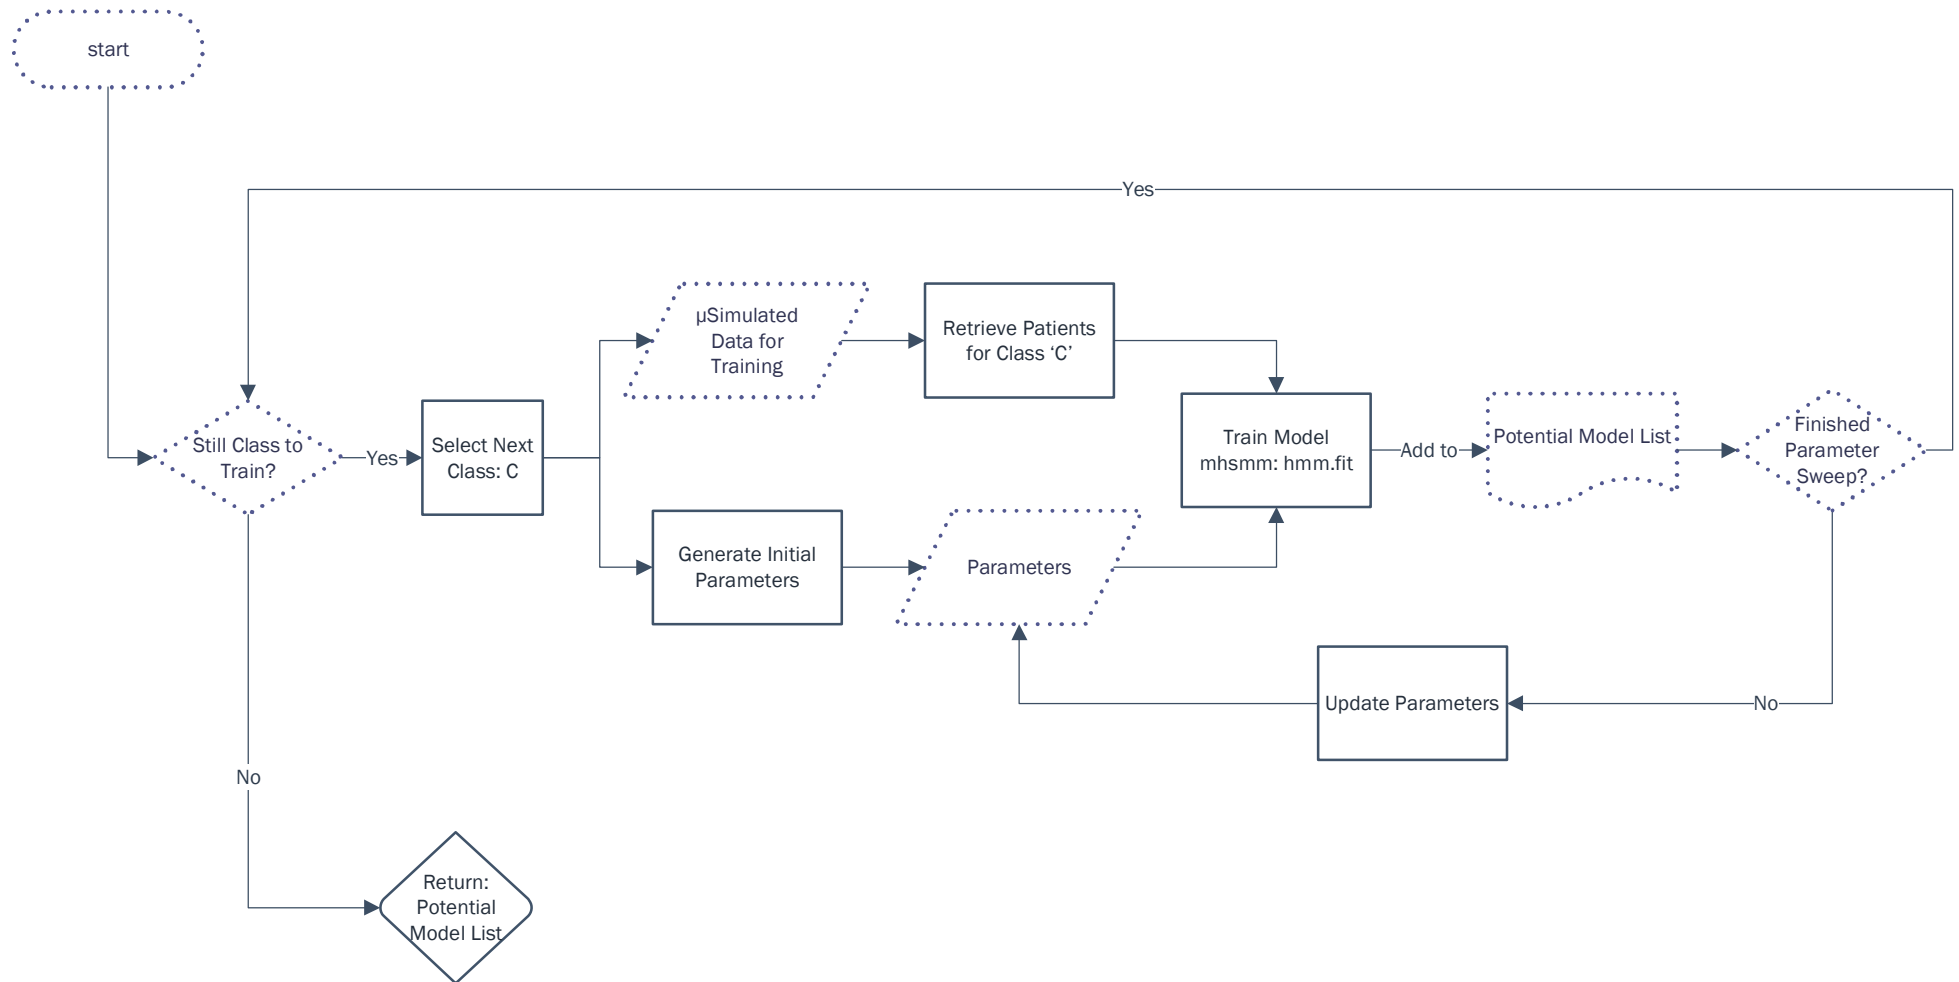 start
Yes
µSimulated
Data for
Training
Retrieve Patients
for Class ‘C’
Still Class to
Train?
Yes
Select Next
Class: C
Train Model
mhsmm: hmm.fit
Add to
Potential Model List
Finished
Parameter
Sweep?
Generate Initial
Parameters
Parameters
Update Parameters
No
No
Return:
Potential
Model List